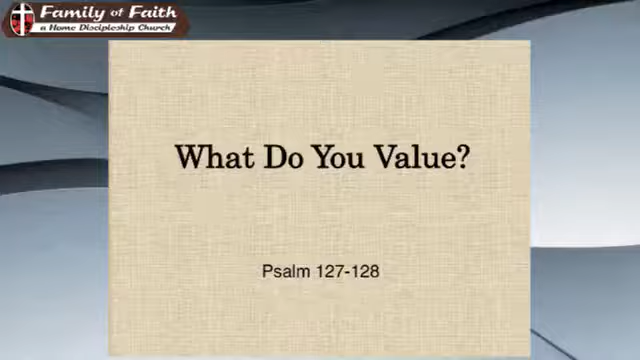 Family of Faith
a Home Discipleship Church
What Do You Value?
Psalm 127-128